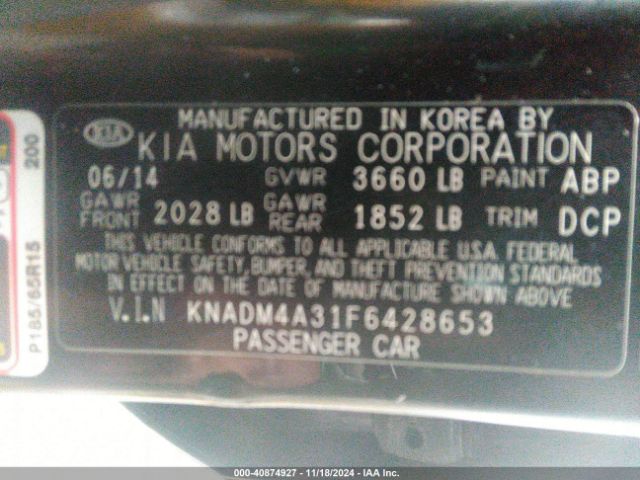 MANUFACTURED IN KOREA BY
KIA KIA MOTORS CORPORATION
06/14 GVWR 3660 LB PAINT ABP
GAWR FRONT 2028 LB GAWR REAR 1852 LB TRIM DCP
THIS VEHICLE CONFORMS TO ALL APPLICABLE U.S.A. FEDERAL
MOTOR VEHICLE SAFETY, BUMPER, AND THEFT PREVENTION STANDARDS
IN EFFECT ON THE DATE OF MANUFACTURE SHOWN ABOVE
V.I.N KNADM4A31F6428653
PASSENGER CAR
P185/65R15 200
000-40874927 - 11/18/2024 - IAA Inc.